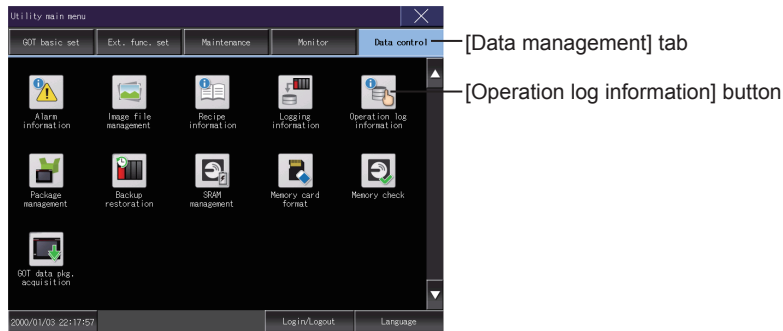 Utility main menu
GOT basic set
Ext. func. set
Maintenance
Monitor
Data control
[Data management] tab
[Operation log information] button
Alarm
information
Image file
management
Recipe
information
Logging
information
Operation log
information
Package
management
Backup
restoration
SRAM
management
Memory card
format
Memory check
GOT data pkg.
acquisition
2000/01/03 22:17:57
Login/Logout
Language